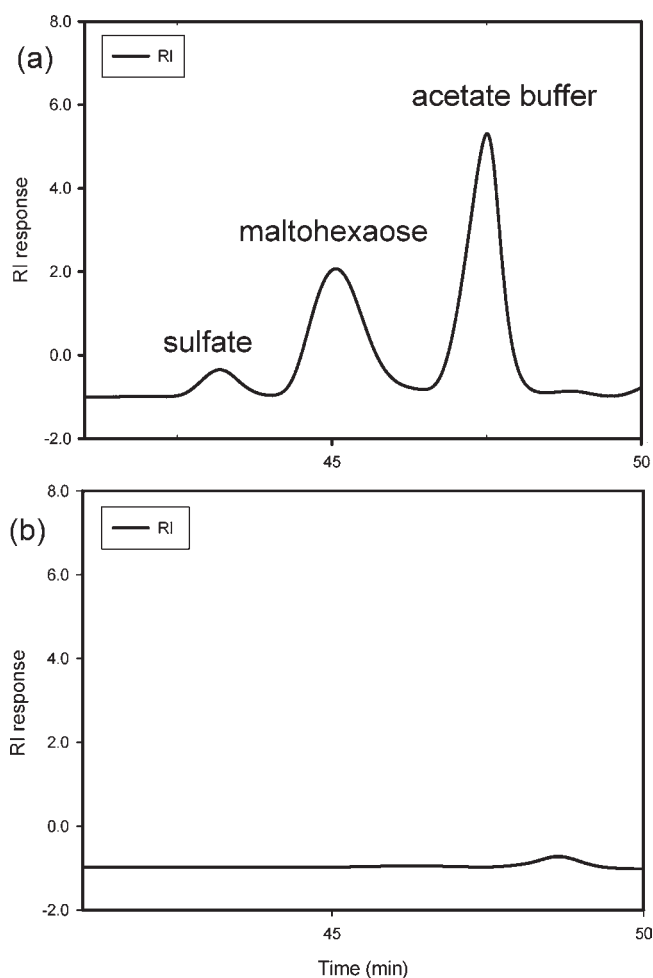 (a)
RI
8.0
6.0
4.0
2.0
0.0
-2.0
RI response
sulfate
maltohexaose
acetate buffer
45
50
(b)
RI
8.0
6.0
4.0
2.0
0.0
-2.0
RI response
45
50
Time (min)